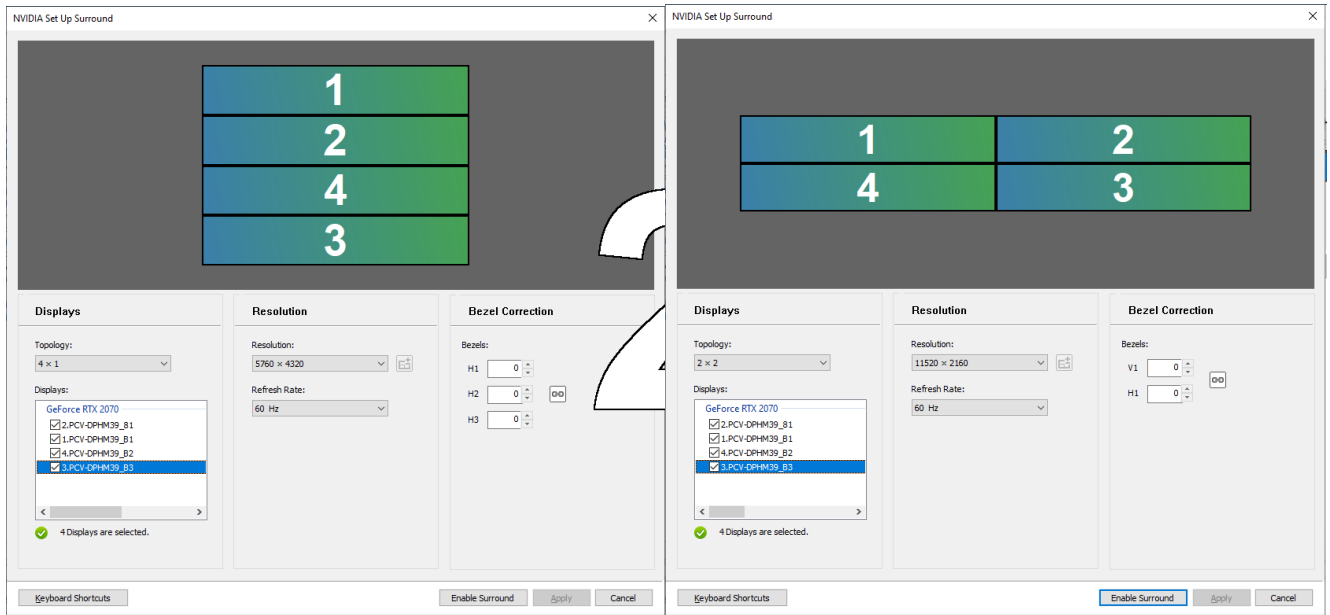 NVIDIA Set Up Surround
1
2
4
3
2
Displays
Topology:
4 × 1
Displays:
GeForce RTX 2070
2.PCV-DPHM39_81
1.PCV-DPHM39_B1
4.PCV-DPHM39_B2
3.PCV-DPHM39_B3
4 Displays are selected.
Resolution
Resolution:
5760 × 4320
Refresh Rate:
60 Hz
Bezel Correction
Bezels:
H1 0
H2 0
H3 0
Keyboard Shortcuts
Enable Surround
Apply
Cancel
NVIDIA Set Up Surround
1 2
4 3
Displays
Topology:
2 × 2
Displays:
GeForce RTX 2070
2.PCV-DPHM39_81
1.PCV-DPHM39_B1
4.PCV-DPHM39_B2
3.PCV-DPHM39_B3
4 Displays are selected.
Resolution
Resolution:
11520 × 2160
Refresh Rate:
60 Hz
Bezel Correction
Bezels:
V1 0
H1 0
Keyboard Shortcuts
Enable Surround
Apply
Cancel